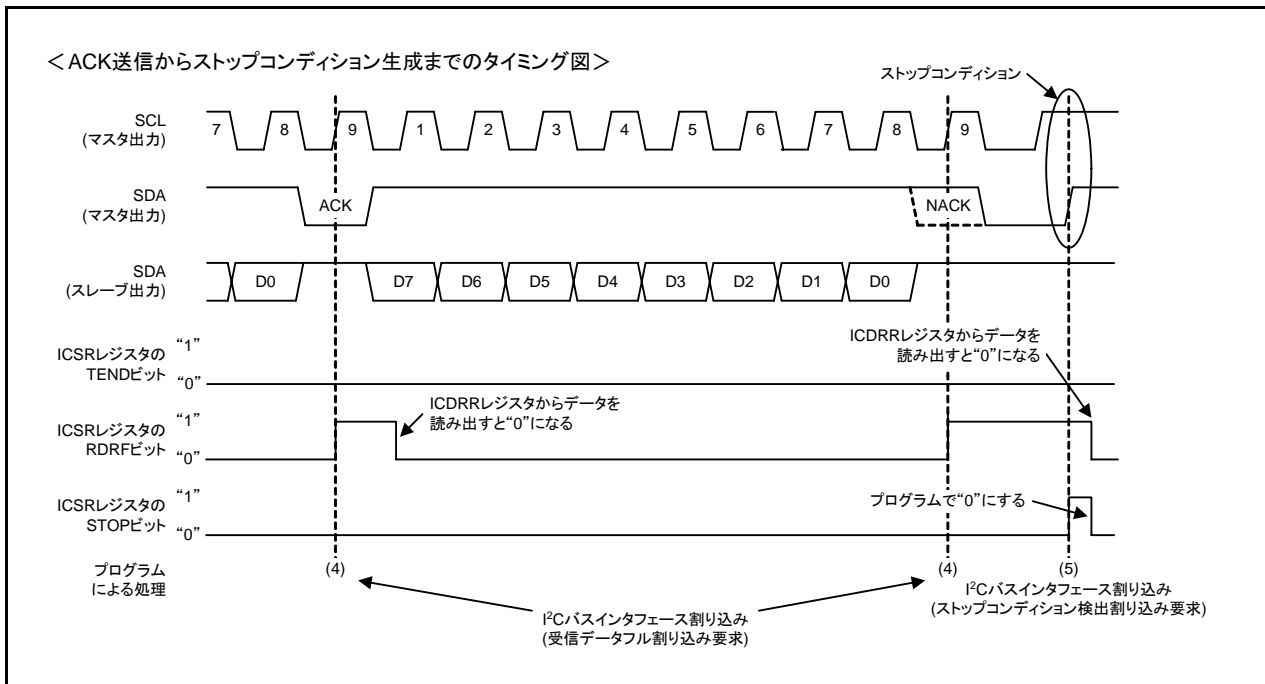 ＜ACK送信からストップコンディション生成までのタイミング図＞
ストップコンディション
SCL
(マスタ出力)
7 8 9 1 2 3 4 5 6 7 8 9
SDA
(マスタ出力)
ACK NACK
SDA
(スレーブ出力)
D0 D7 D6 D5 D4 D3 D2 D1 D0
ICSRレジスタの
TENDビット
“1”
“0”
ICDRRレジスタからデータを
読み出すと“0”になる
ICSRレジスタの
RDRFビット
“1”
“0”
ICDRRレジスタからデータを
読み出すと“0”になる
ICSRレジスタの
STOPビット
“1”
“0”
プログラムで“0”にする
プログラム
による処理
(4) (4) (5)
I²Cバスインタフェース割り込み
(受信データフル割り込み要求)
I²Cバスインタフェース割り込み
(ストップコンディション検出割り込み要求)